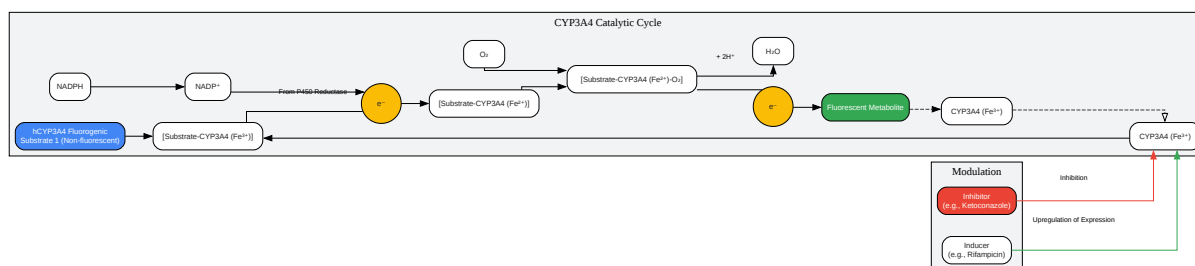 CYP3A4 Catalytic Cycle
O₂
H₂O
+ 2H⁺
NADPH
NADP⁺
From P450 Reductase
e⁻
[Substrate-CYP3A4 (Fe²⁺)]
[Substrate-CYP3A4 (Fe²⁺)-O₂]
e⁻
Fluorescent Metabolite
CYP3A4 (Fe³⁺)
hCYP3A4 Fluorogenic
Substrate 1 (Non-fluorescent)
[Substrate-CYP3A4 (Fe³⁺)]
CYP3A4 (Fe³⁺)
Modulation
Inhibition
Inhibitor
(e.g., Ketoconazole)
Upregulation of Expression
Inducer
(e.g., Rifampicin)